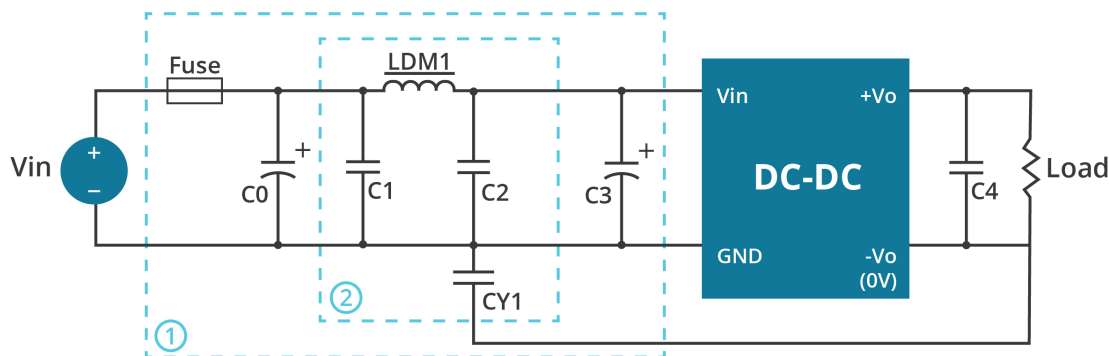 Fuse
LDM1
Vin
+
−
+
C0
C1
C2
+
C3
Vin
+Vo
DC-DC
GND
-Vo
(0V)
C4
Load
CY1
2
1